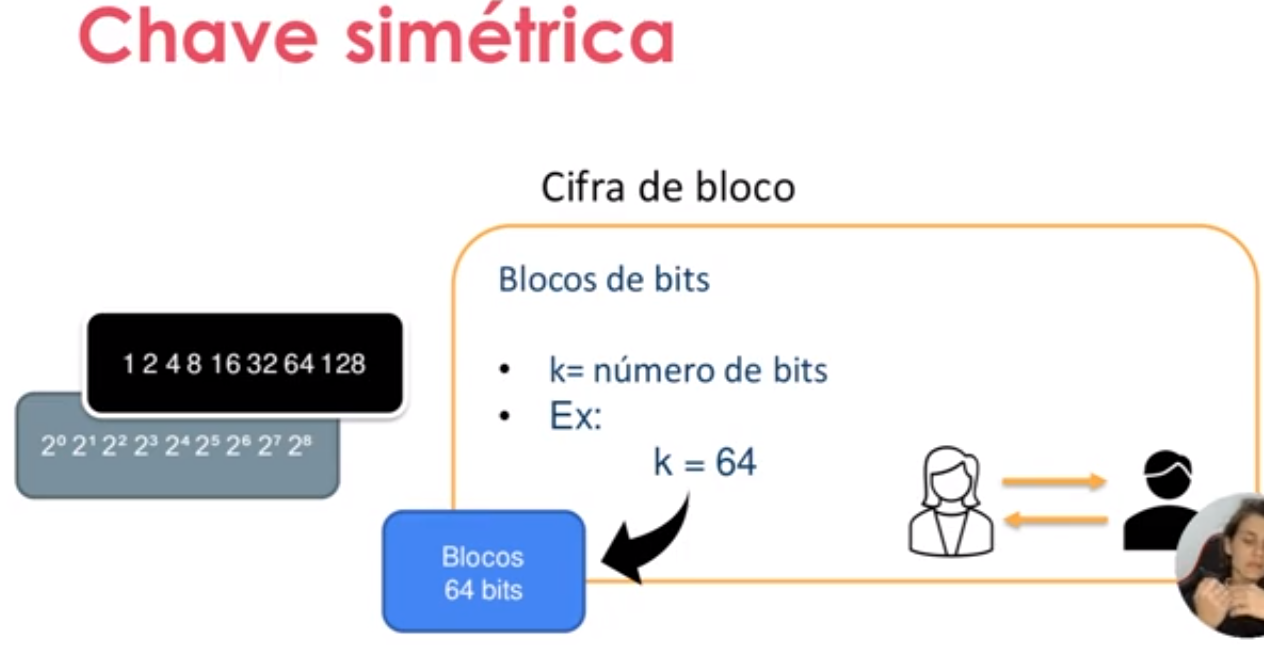 Chave simétrica
Cifra de bloco
Blocos de bits
• k= número de bits
• Ex:
k = 64
1 2 4 8 16 32 64 128
2⁰ 2¹ 2² 2³ 2⁴ 2⁵ 2⁶ 2⁷ 2⁸
Blocos
64 bits